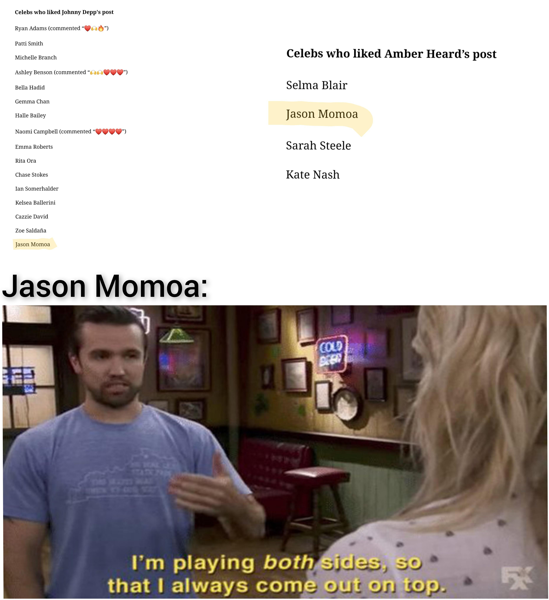 Celebs who liked Johnny Depp's post
Ryan Adams (commented "❤️🙌🔥")
Patti Smith
Michelle Branch
Ashley Benson (commented "🙌🙌❤️❤️❤️")
Bella Hadid
Gemma Chan
Halle Bailey
Naomi Campbell (commented "❤️❤️❤️❤️")
Emma Roberts
Rita Ora
Chase Stokes
Ian Somerhalder
Kelsea Ballerini
Cazzie David
Zoe Saldaña
Jason Momoa
Celebs who liked Amber Heard's post
Selma Blair
Jason Momoa
Sarah Steele
Kate Nash
Jason Momoa:
COLD
BEER
I'm playing both sides, so
that I always come out on top.
FX